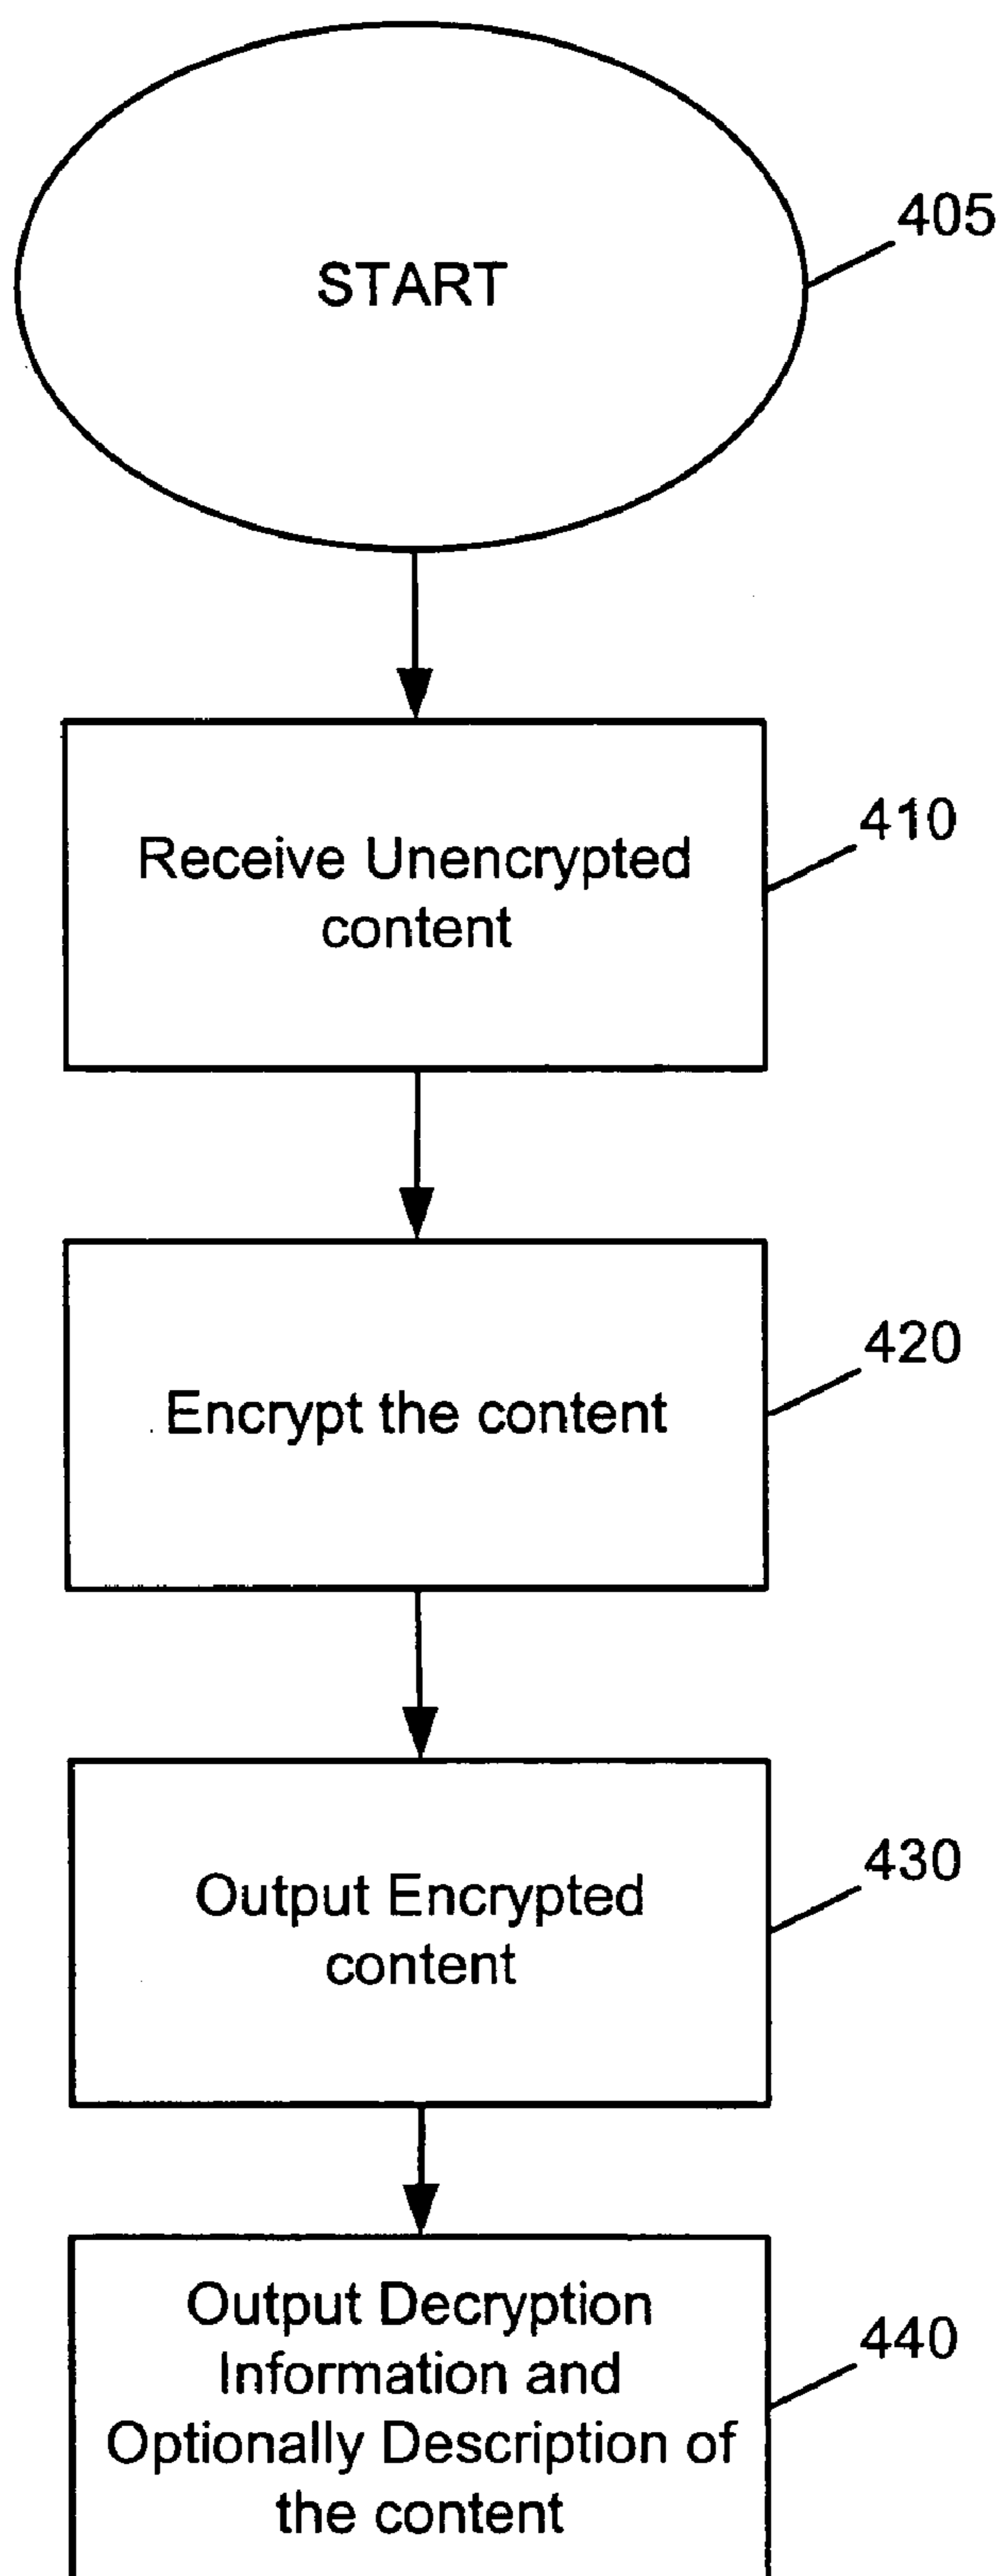 START
405
Receive Unencrypted
content
410
Encrypt the content
420
Output Encrypted
content
430
Output Decryption
Information and
Optionally Description of
the content
440